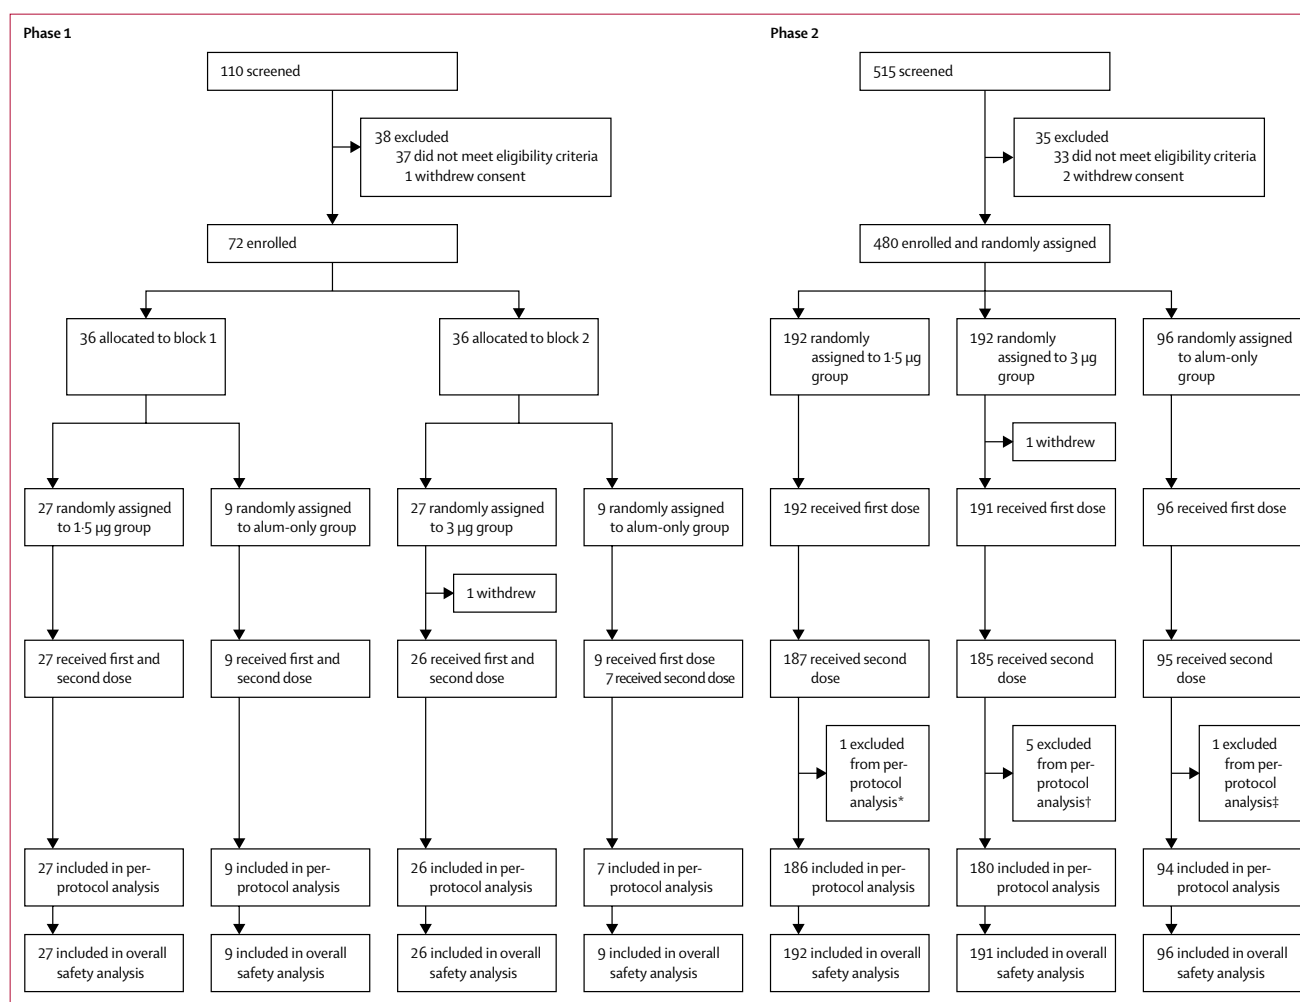 Phase 1
110 screened
38 excluded
37 did not meet eligibility criteria
1 withdrew consent
72 enrolled
36 allocated to block 1
36 allocated to block 2
27 randomly assigned
to 1·5 µg group
9 randomly assigned
to alum-only group
27 randomly assigned
to 3 µg group
9 randomly assigned
to alum-only group
1 withdrew
27 received first and
second dose
9 received first and
second dose
26 received first and
second dose
9 received first dose
7 received second dose
27 included in per-
protocol analysis
9 included in per-
protocol analysis
26 included in per-
protocol analysis
7 included in per-
protocol analysis
27 included in overall
safety analysis
9 included in overall
safety analysis
26 included in overall
safety analysis
9 included in overall
safety analysis
Phase 2
515 screened
35 excluded
33 did not meet eligibility criteria
2 withdrew consent
480 enrolled and randomly assigned
192 randomly
assigned to 1·5 µg
group
192 randomly
assigned to 3 µg
group
96 randomly assigned
to alum-only
group
1 withdrew
192 received first dose
191 received first dose
96 received first dose
187 received second
dose
185 received second
dose
95 received second
dose
1 excluded
from per-
protocol
analysis*
5 excluded
from per-
protocol
analysis†
1 excluded
from per-
protocol
analysis‡
186 included in per-
protocol analysis
180 included in per-
protocol analysis
94 included in per-
protocol analysis
192 included in overall
safety analysis
191 included in overall
safety analysis
96 included in overall
safety analysis